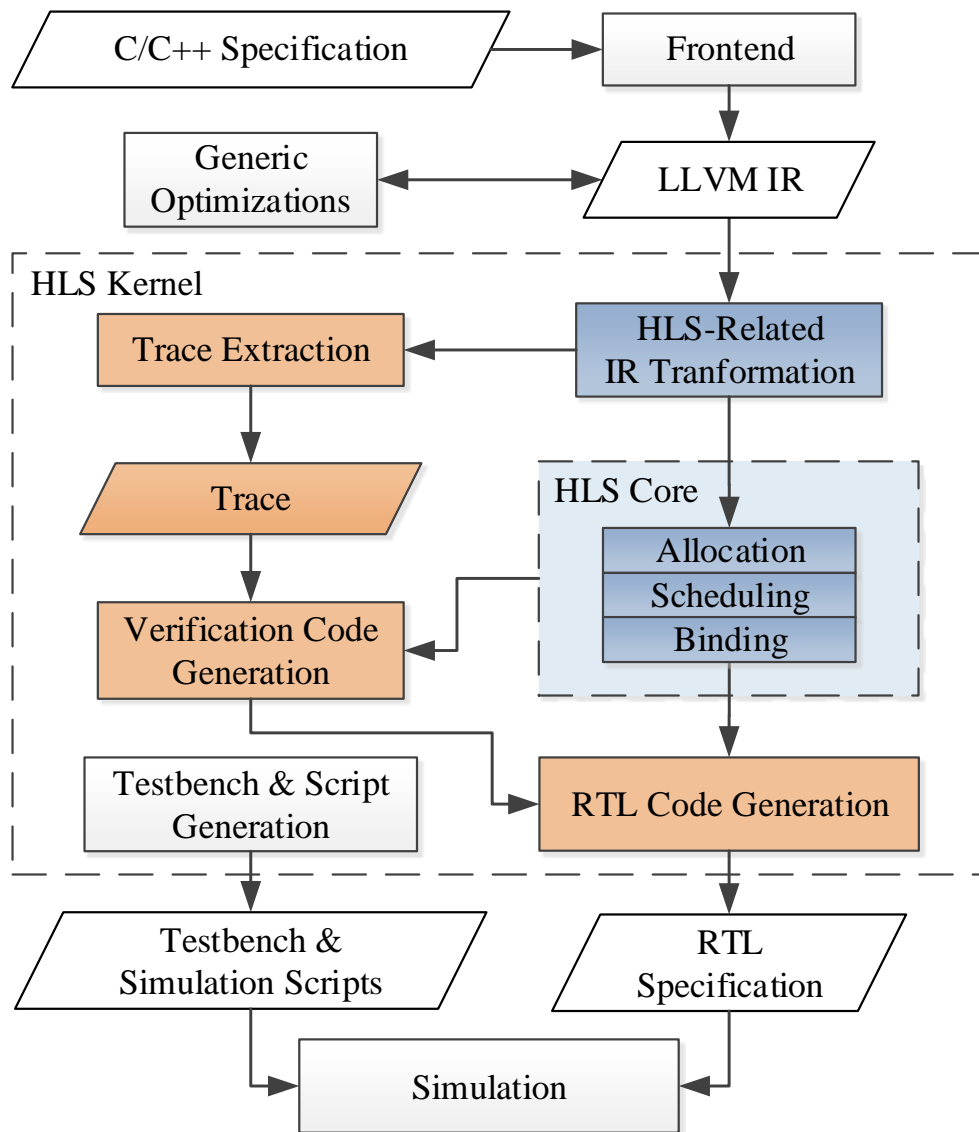 C/C++ Specification
Frontend
Generic
Optimizations
LLVM IR
HLS Kernel
Trace Extraction
HLS-Related
IR Tranformation
Trace
HLS Core
Allocation
Scheduling
Binding
Verification Code
Generation
Testbench & Script
Generation
RTL Code Generation
Testbench &
Simulation Scripts
RTL
Specification
Simulation